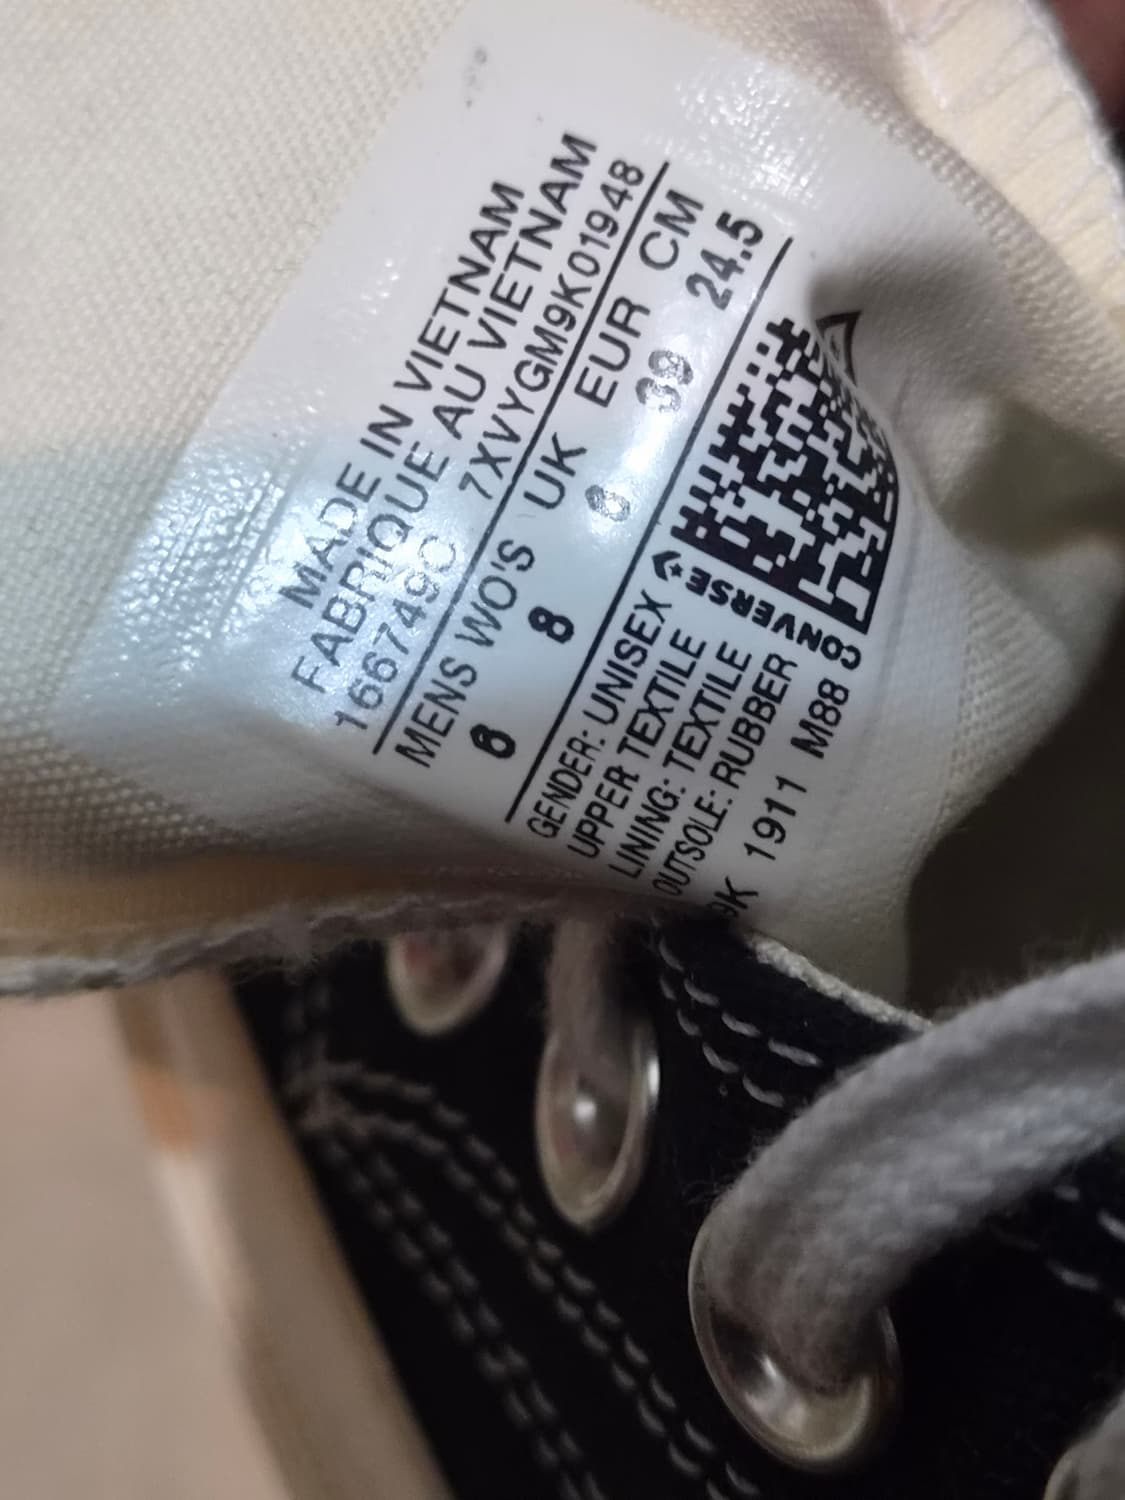 MADE IN VIETNAM
FABRIQUE AU VIETNAM
166749C 7XVYGM9K01948
MENS WO'S UK EUR CM
6 8 6 39 24.5
GENDER: UNISEX
UPPER TEXTILE
LINING: TEXTILE
OUTSOLE: RUBBER
9K 1911 M88
CONVERSE